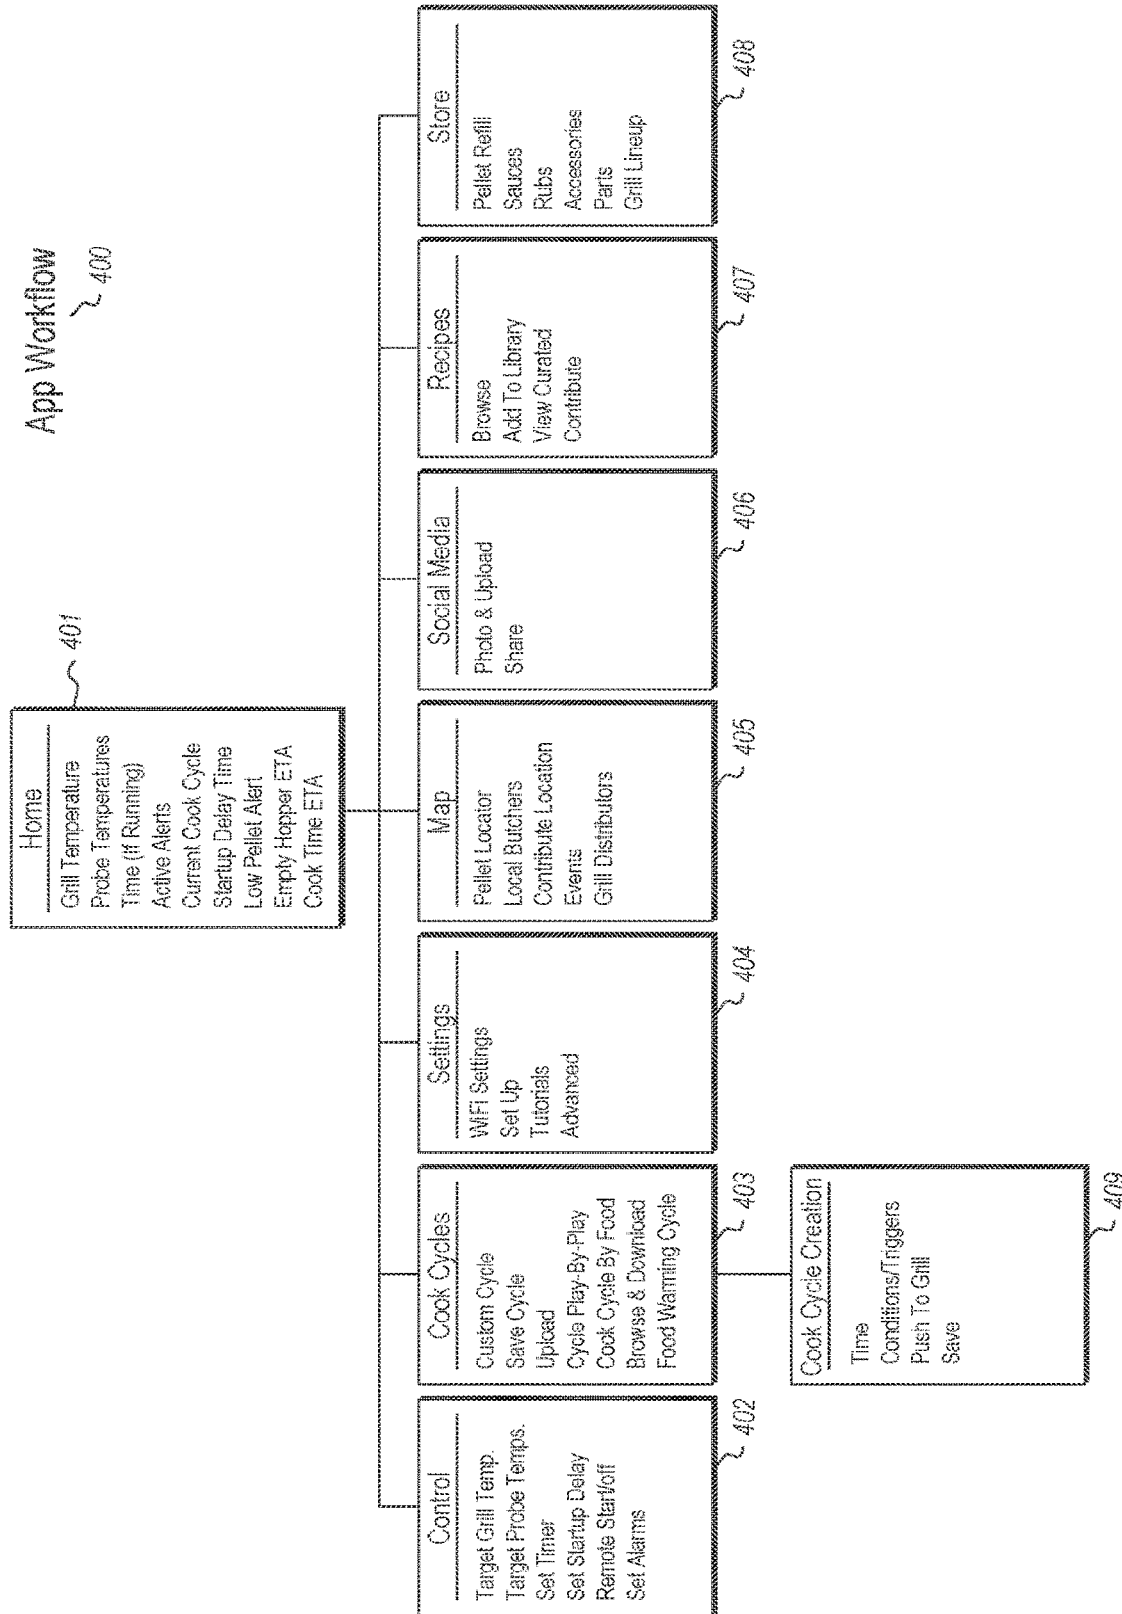 App Workflow
400
Home
Grill Temperature
Probe Temperatures
Time (If Running)
Active Alerts
Current Cook Cycle
Startup Delay Time
Low Pellet Alert
Empty Hopper ETA
Cook Time ETA
401
Control
Target Grill Temp.
Target Probe Temps.
Set Timer
Set Startup Delay
Remote Start/off
Set Alarms
402
Cook Cycles
Custom Cycle
Save Cycle
Upload
Cycle Play-By-Play
Cook Cycle By Food
Browse & Download
Food Warming Cycle
403
Settings
WiFi Settings
Set Up
Tutorials
Advanced
404
Map
Pellet Locator
Local Butchers
Contribute Location
Events
Grill Distributors
405
Social Media
Photo & Upload
Share
406
Recipes
Browse
Add To Library
View Curated
Contribute
407
Store
Pellet Refill
Sauces
Rubs
Accessories
Parts
Grill Lineup
408
Cook Cycle Creation
Time
Conditions/Triggers
Push To Grill
Save
409